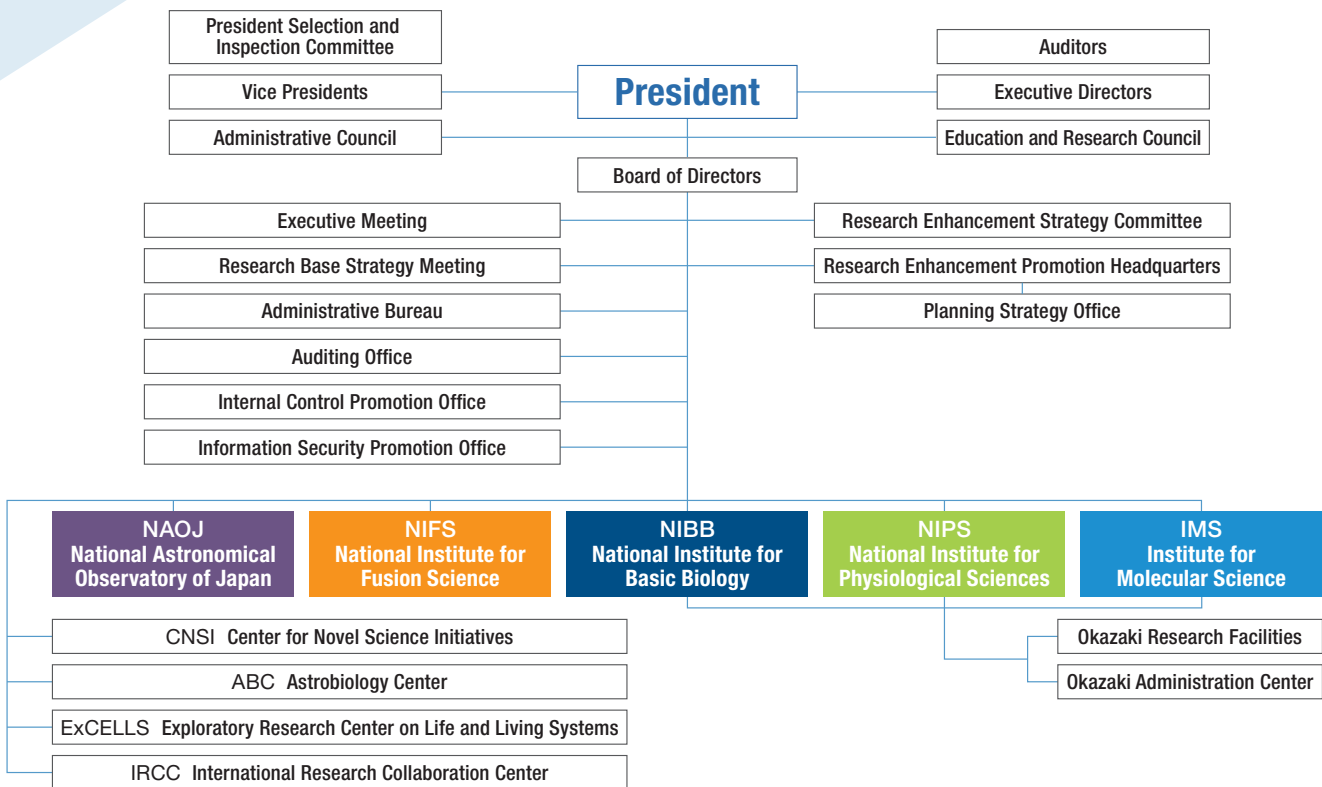 President Selection and
Inspection Committee
Auditors
President
Vice Presidents
Executive Directors
Administrative Council
Education and Research Council
Board of Directors
Executive Meeting
Research Enhancement Strategy Committee
Research Base Strategy Meeting
Research Enhancement Promotion Headquarters
Administrative Bureau
Planning Strategy Office
Auditing Office
Internal Control Promotion Office
Information Security Promotion Office
NAOJ
National Astronomical
Observatory of Japan
NIFS
National Institute for
Fusion Science
NIBB
National Institute for
Basic Biology
NIPS
National Institute for
Physiological Sciences
IMS
Institute for
Molecular Science
CNSI Center for Novel Science Initiatives
Okazaki Research Facilities
ABC Astrobiology Center
Okazaki Administration Center
ExCELLS Exploratory Research Center on Life and Living Systems
IRCC International Research Collaboration Center